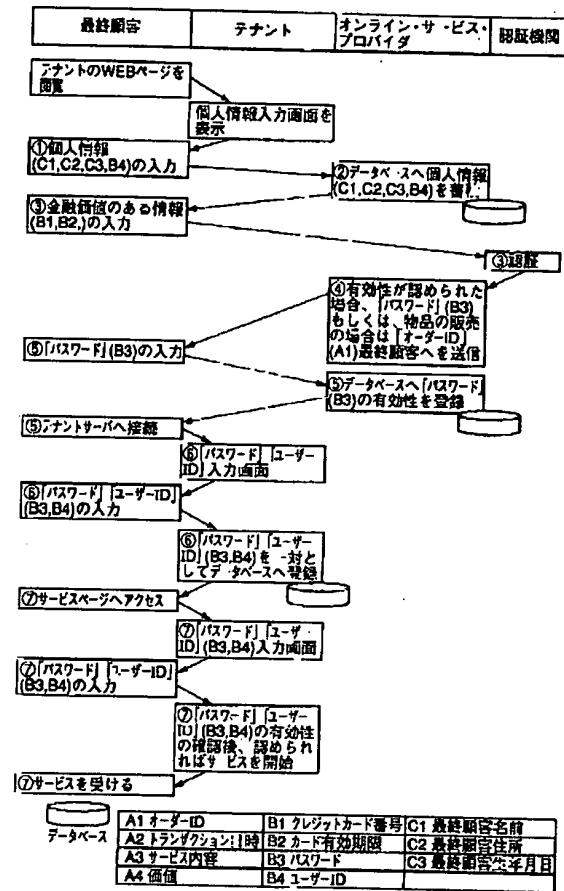 最終顧客
テナント
オンライン・サービス・
プロバイダ
認証機関
テナントのWEBページを
閲覧
個人情報入力画面を
表示
①個人情報
(C1,C2,C3,B4)の入力
②データベースへ個人情報
(C1,C2,C3,B4)を蓄積
③金融価値のある情報
(B1,B2,)の入力
③認証
④有効性が認められた
場合、「パスワード」(B3)
もしくは、物品の販売
の場合は「オーダーID」
(A1)最終顧客へを送信
⑤「パスワード」(B3)の入力
⑤データベースへ「パスワード」
(B3)の有効性を登録
⑤テナントサーバへ接続
⑥「パスワード」「ユーザー
ID」入力画面
⑥「パスワード」「ユーザーID」
(B3,B4)の入力
⑥「パスワード」「ユーザー
ID」(B3,B4)を一対と
してデータベースへ登録
⑦サービスページへアクセス
⑦「パスワード」「ユーザー
ID」(B3,B4)入力画面
⑦「パスワード」「ユーザーID」
(B3,B4)の入力
⑦「パスワード」「ユーザー
ID」(B3,B4)の有効性
の確認後、認められ
ればサービスを開始
⑦サービスを受ける
データベース
A1 オーダーID B1 クレジットカード番号 C1 最終顧客名前
A2 トランザクション日時 B2 カード有効期限 C2 最終顧客住所
A3 サービス内容 B3 パスワード C3 最終顧客生年月日
A4 価値 B4 ユーザーID